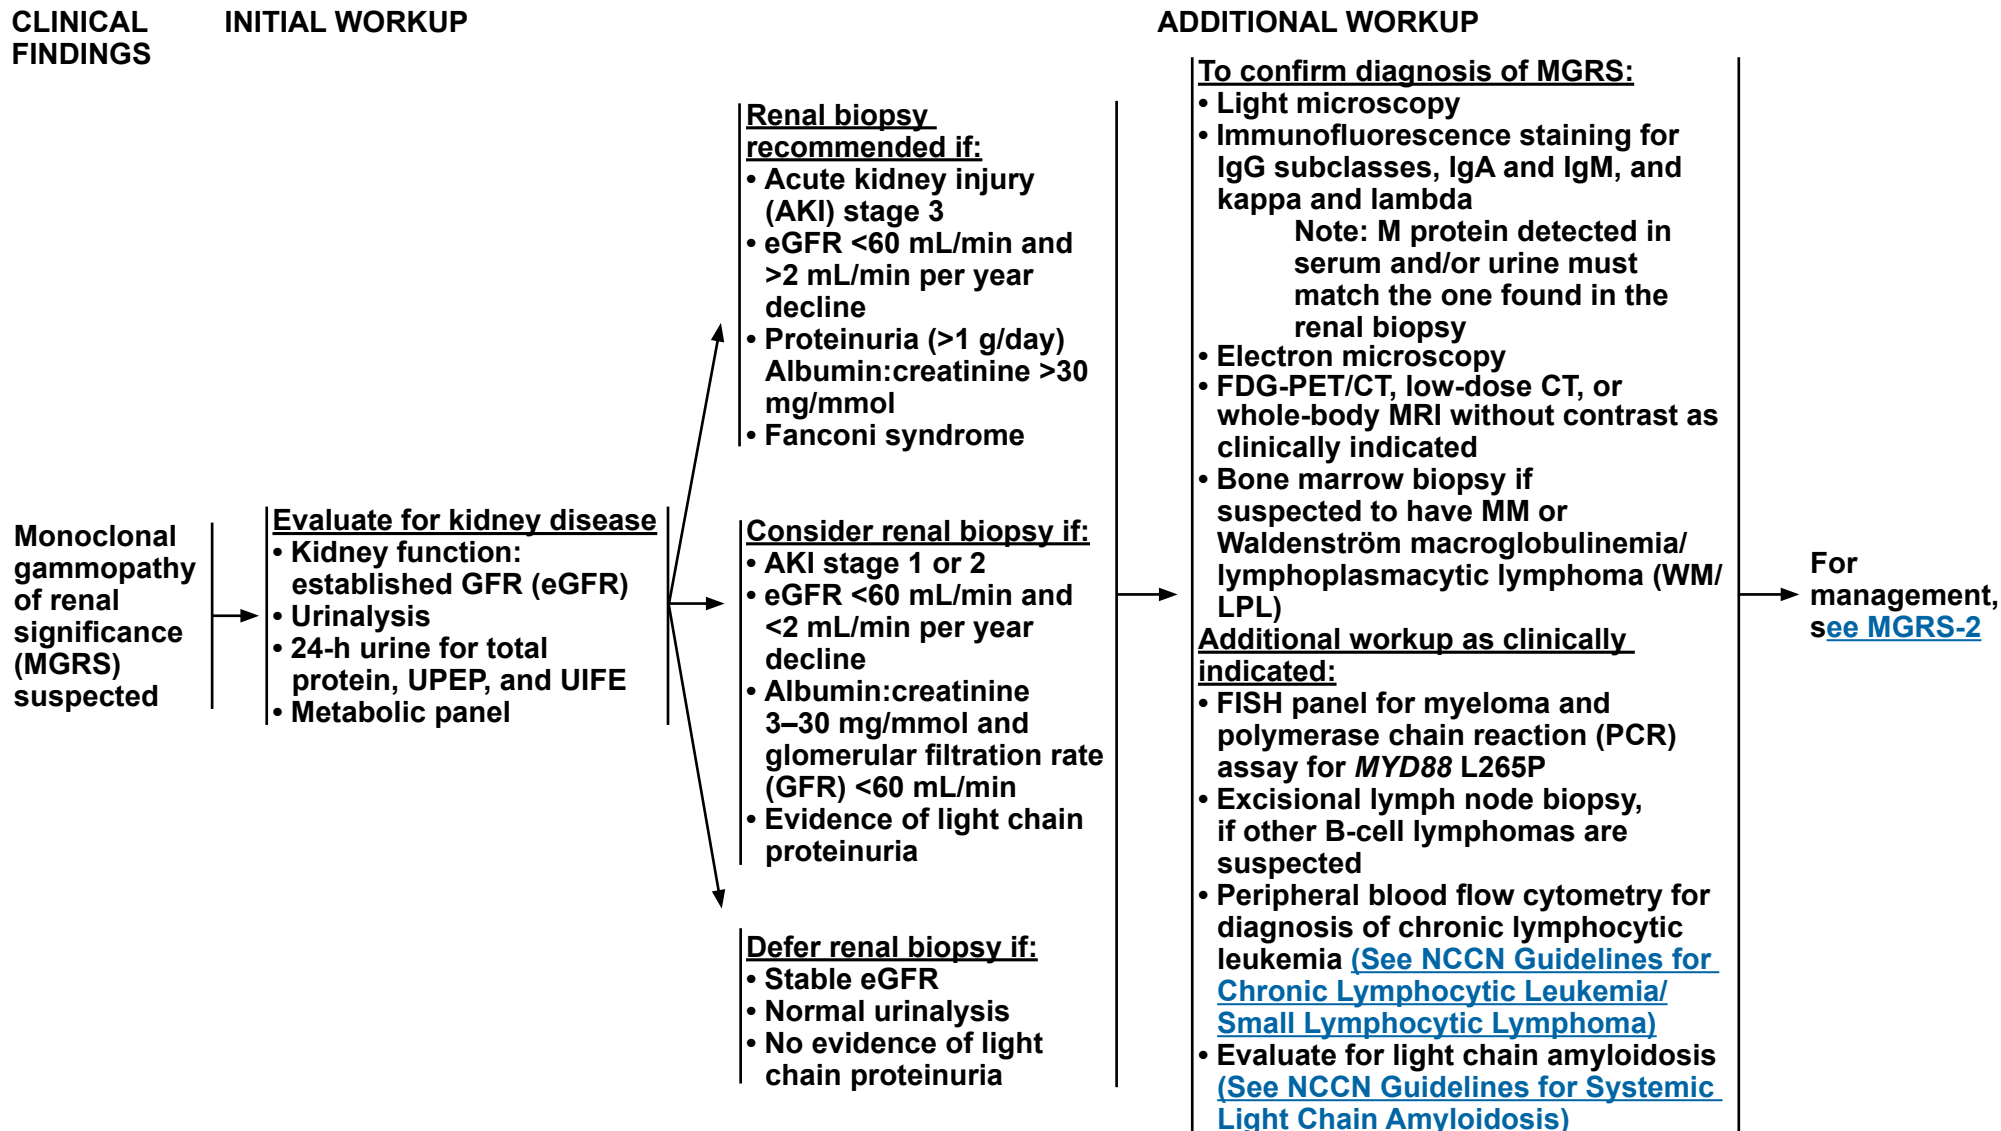 CLINICAL
FINDINGS
INITIAL WORKUP
ADDITIONAL WORKUP
Monoclonal
gammopathy
of renal
significance
(MGRS)
suspected
Evaluate for kidney disease
• Kidney function:
established GFR (eGFR)
• Urinalysis
• 24-h urine for total
protein, UPEP, and UIFE
• Metabolic panel
Renal biopsy
recommended if:
• Acute kidney injury
(AKI) stage 3
• eGFR <60 mL/min and
>2 mL/min per year
decline
• Proteinuria (>1 g/day)
Albumin:creatinine >30
mg/mmol
• Fanconi syndrome
Consider renal biopsy if:
• AKI stage 1 or 2
• eGFR <60 mL/min and
<2 mL/min per year
decline
• Albumin:creatinine
3–30 mg/mmol and
glomerular filtration rate
(GFR) <60 mL/min
• Evidence of light chain
proteinuria
Defer renal biopsy if:
• Stable eGFR
• Normal urinalysis
• No evidence of light
chain proteinuria
To confirm diagnosis of MGRS:
• Light microscopy
• Immunofluorescence staining for
IgG subclasses, IgA and IgM, and
kappa and lambda
Note: M protein detected in
serum and/or urine must
match the one found in the
renal biopsy
• Electron microscopy
• FDG-PET/CT, low-dose CT, or
whole-body MRI without contrast as
clinically indicated
• Bone marrow biopsy if
suspected to have MM or
Waldenström macroglobulinemia/
lymphoplasmacytic lymphoma (WM/
LPL)
Additional workup as clinically
indicated:
• FISH panel for myeloma and
polymerase chain reaction (PCR)
assay for MYD88 L265P
• Excisional lymph node biopsy,
if other B-cell lymphomas are
suspected
• Peripheral blood flow cytometry for
diagnosis of chronic lymphocytic
leukemia (See NCCN Guidelines for
Chronic Lymphocytic Leukemia/
Small Lymphocytic Lymphoma)
• Evaluate for light chain amyloidosis
(See NCCN Guidelines for Systemic
Light Chain Amyloidosis)
For
management,
see MGRS-2